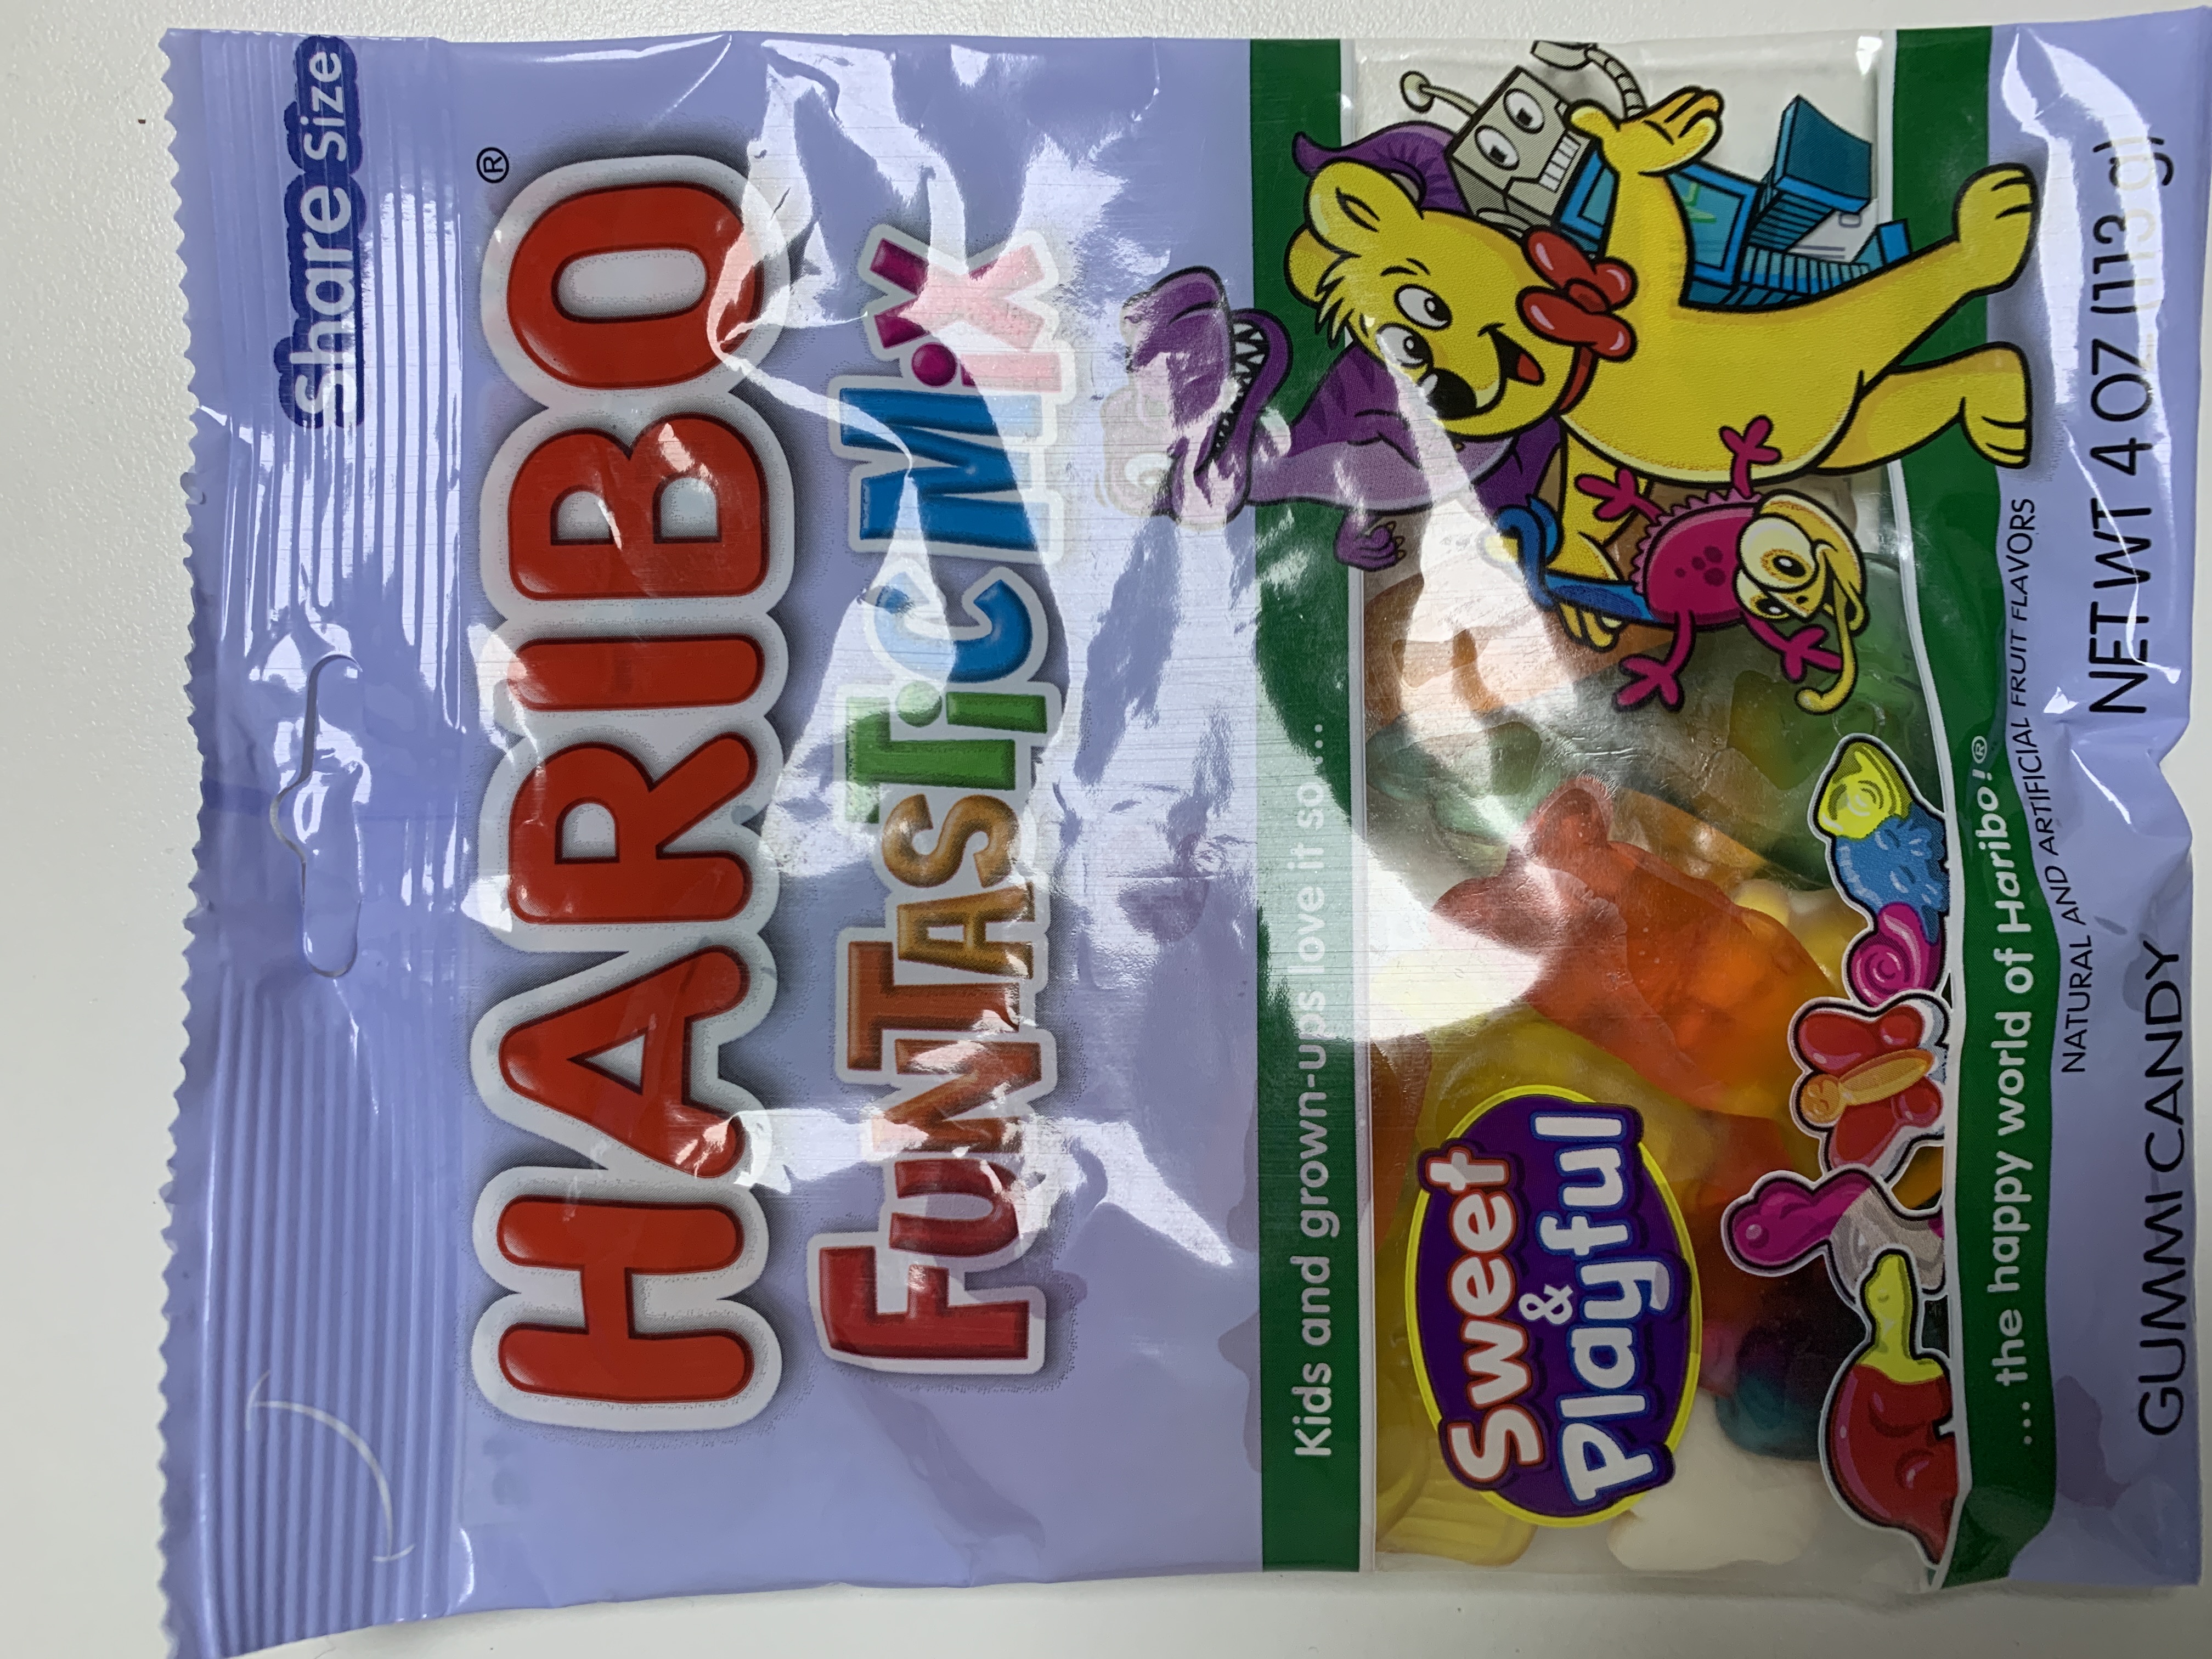 Share size
HARIBO®
FUNTASTiC MiX
Kids and grown-ups love it so...
Sweet
&
Playful
... the happy world of Haribo!®
NATURAL AND ARTIFICIAL FRUIT FLAVORS
GUMMI CANDY NET WT 4 OZ (113 g)